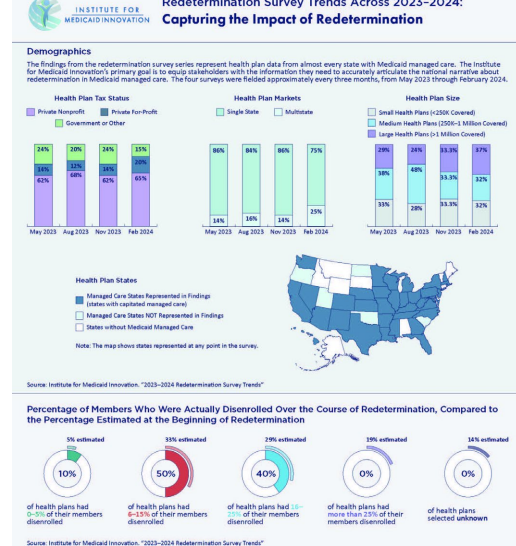 INSTITUTE FOR
MEDICAID INNOVATION
Redetermination Survey Trends Across 2023–2024:
Capturing the Impact of Redetermination
Demographics
The findings from the redetermination survey series represent health plan data from almost every state with Medicaid managed care. The Institute
for Medicaid Innovation's primary goal is to equip stakeholders with the information they need to accurately articulate the national narrative about
redetermination in Medicaid managed care. The four surveys were fielded approximately every three months, from May 2023 through February 2024.
Health Plan Tax Status
Private Nonprofit Private For-Profit
Government or Other
24% 20% 24% 15%
14% 12% 14% 20%
62% 68% 62% 65%
May 2023 Aug 2023 Nov 2023 Feb 2024
Health Plan Markets
Single State Multistate
86% 84% 86% 75%
14% 16% 14% 25%
May 2023 Aug 2023 Nov 2023 Feb 2024
Health Plan Size
Small Health Plans (<250K Covered)
Medium Health Plans (250K–1 Million Covered)
Large Health Plans (>1 Million Covered)
29% 24% 33.3% 37%
38% 48% 33.3% 32%
33% 28% 33.3% 32%
May 2023 Aug 2023 Nov 2023 Feb 2024
Health Plan States
Managed Care States Represented in Findings
(states with capitated managed care)
Managed Care States NOT Represented in Findings
States without Medicaid Managed Care
Note: The map shows states represented at any point in the survey.
Source: Institute for Medicaid Innovation. "2023–2024 Redetermination Survey Trends"
Percentage of Members Who Were Actually Disenrolled Over the Course of Redetermination, Compared to
the Percentage Estimated at the Beginning of Redetermination
5% estimated
10%
of health plans had
0–5% of their members
disenrolled
33% estimated
50%
of health plans had
6–15% of their members
disenrolled
29% estimated
40%
of health plans had 16–
25% of their members
disenrolled
19% estimated
0%
of health plans had
more than 25% of their
members disenrolled
14% estimated
0%
of health plans
selected unknown
Source: Institute for Medicaid Innovation. "2023–2024 Redetermination Survey Trends"